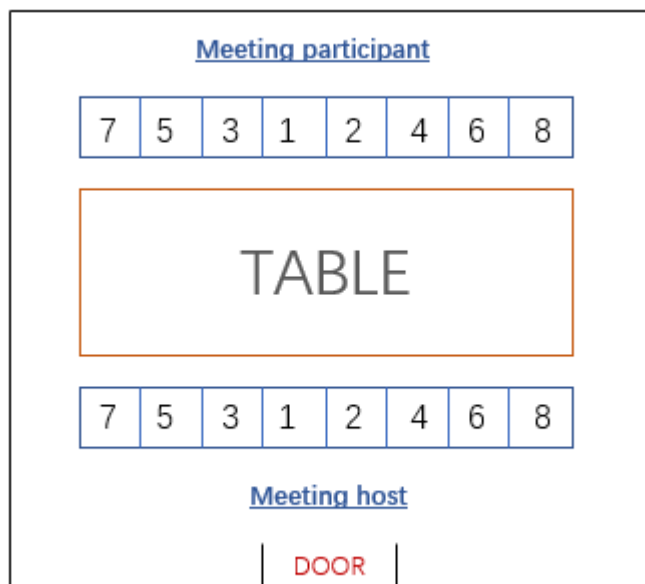 Meeting participant
7 5 3 1 2 4 6 8
TABLE
7 5 3 1 2 4 6 8
Meeting host
DOOR